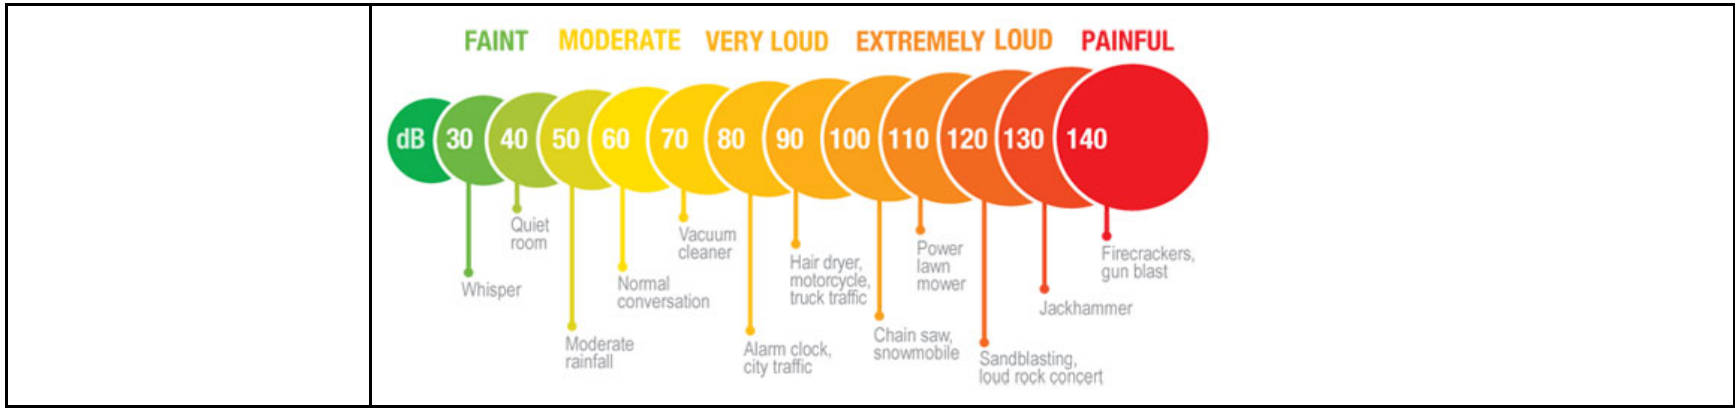 FAINT MODERATE VERY LOUD EXTREMELY LOUD PAINFUL
dB 30 40 50 60 70 80 90 100 110 120 130 140
Whisper
Quiet
room
Moderate
rainfall
Normal
conversation
Vacuum
cleaner
Alarm clock,
city traffic
Hair dryer,
motorcycle,
truck traffic
Chain saw,
snowmobile
Power
lawn
mower
Sandblasting,
loud rock concert
Jackhammer
Firecrackers,
gun blast